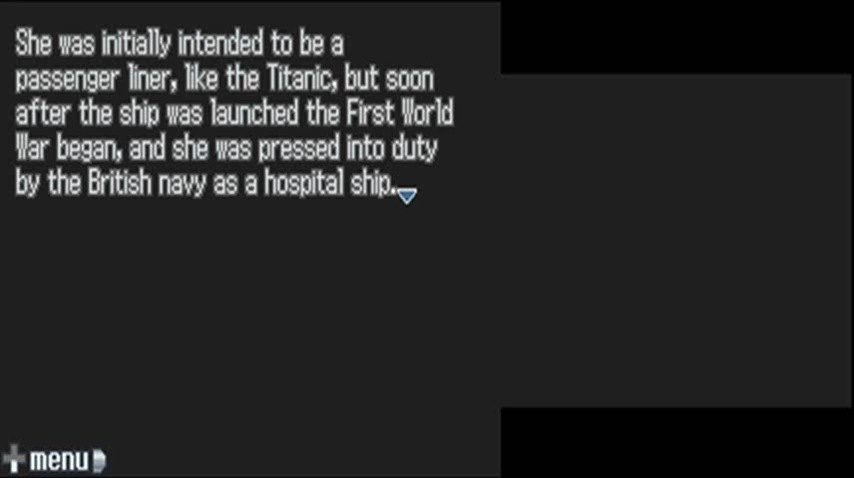 She was initially intended to be a
passenger liner, like the Titanic, but soon
after the ship was launched the First World
War began, and she was pressed into duty
by the British navy as a hospital ship.
menu